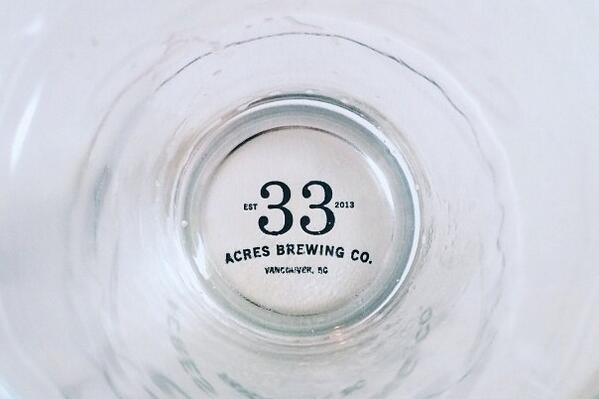 EST 33 2013
ACRES BREWING CO.
VANCOUVER, BC